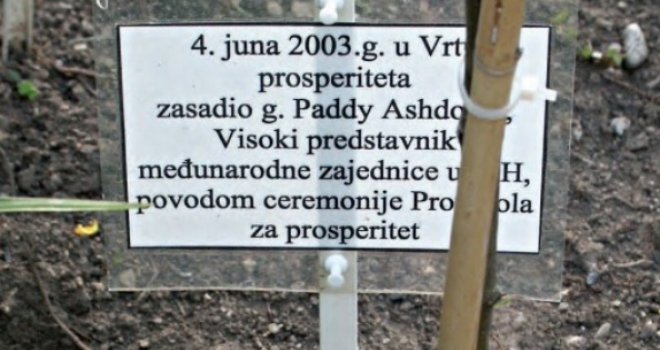 4. juna 2003.g. u
prosperiteta
zasadio g. Paddy
Visoki predstavnik
međunarodne zajednice u
povodom ceremonije
za prosperitet